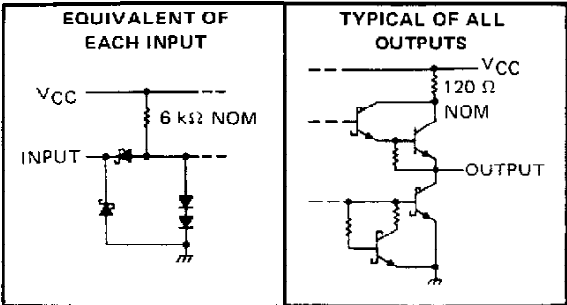 EQUIVALENT OF
EACH INPUT
VCC
6 kΩ NOM
INPUT
TYPICAL OF ALL
OUTPUTS
VCC
120 Ω
NOM
OUTPUT